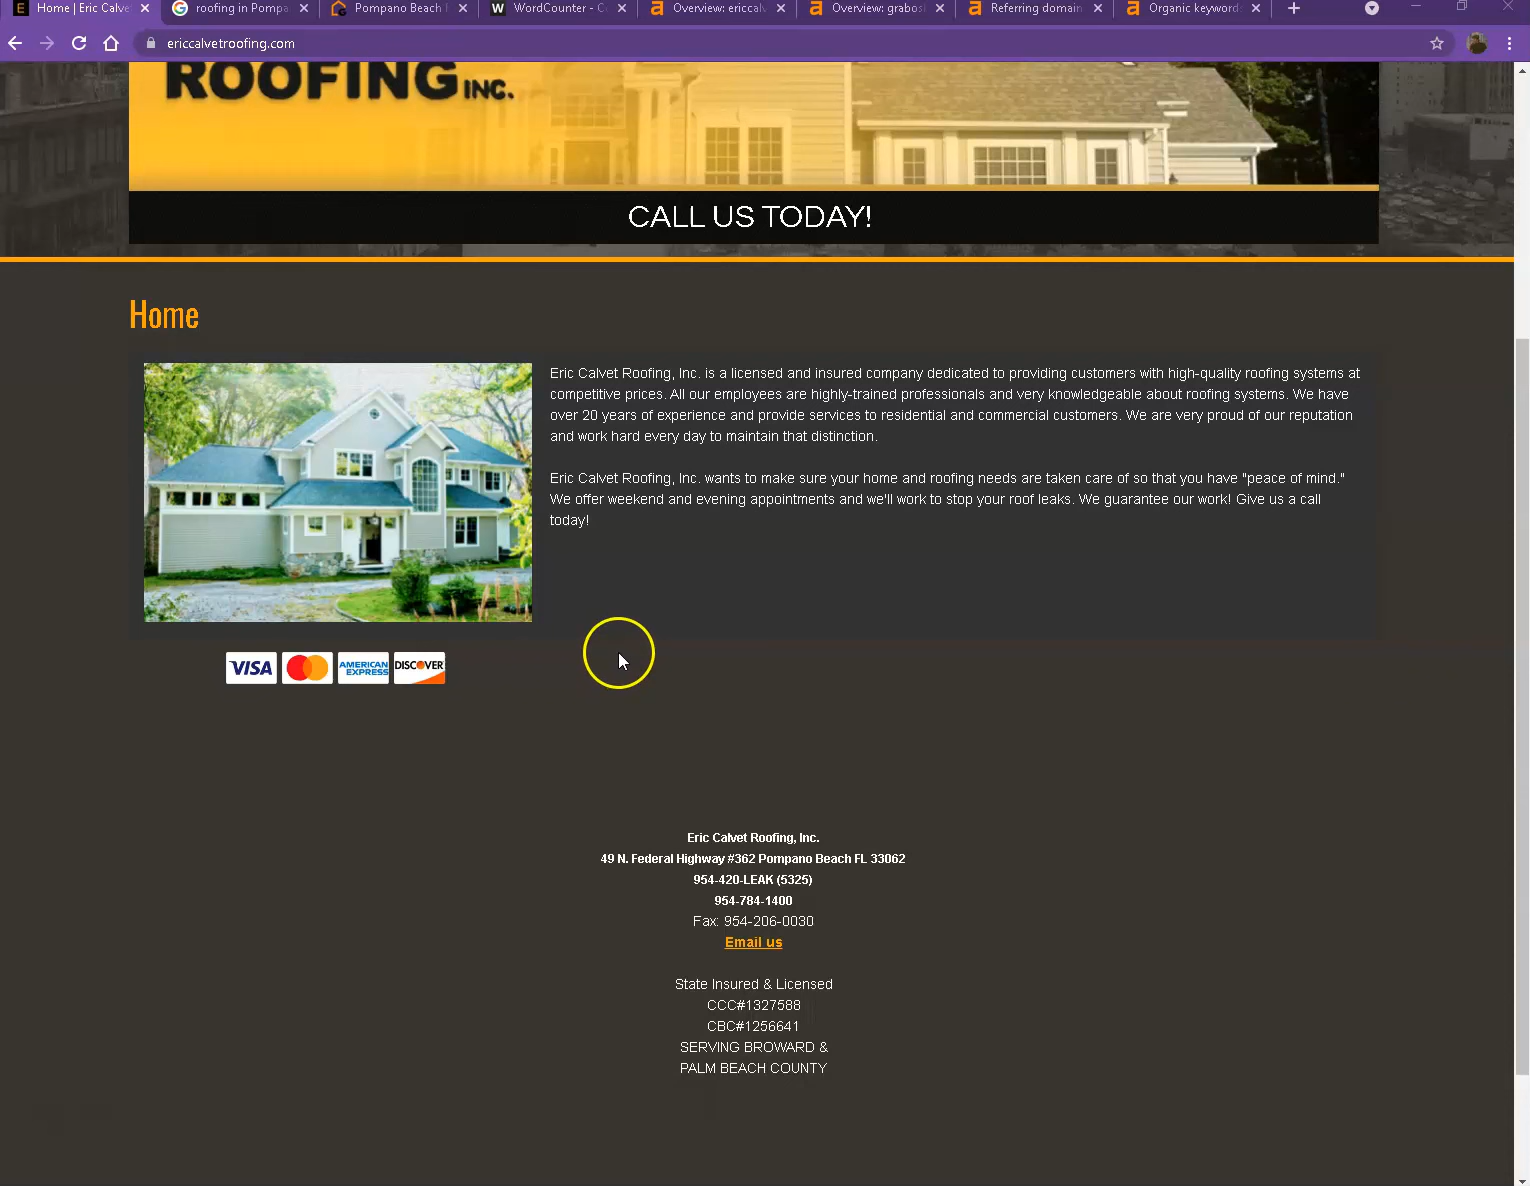 Home | Eric Calve
roofing in Pompa
Pompano Beach
WordCounter - C
Overview: ericcal
Overview: grabos
Referring domain
Organic keyword
ericcalvetroofing.com
ROOFING INC.
CALL US TODAY!
Home
Eric Calvet Roofing, Inc. is a licensed and insured company dedicated to providing customers with high-quality roofing systems at
competitive prices. All our employees are highly-trained professionals and very knowledgeable about roofing systems. We have
over 20 years of experience and provide services to residential and commercial customers. We are very proud of our reputation
and work hard every day to maintain that distinction.
Eric Calvet Roofing, Inc. wants to make sure your home and roofing needs are taken care of so that you have "peace of mind."
We offer weekend and evening appointments and we'll work to stop your roof leaks. We guarantee our work! Give us a call
today!
VISA AMERICAN EXPRESS DISCOVER
Eric Calvet Roofing, Inc.
49 N. Federal Highway #362 Pompano Beach FL 33062
954-420-LEAK (5325)
954-784-1400
Fax: 954-206-0030
Email us
State Insured & Licensed
CCC#1327588
CBC#1256641
SERVING BROWARD &
PALM BEACH COUNTY